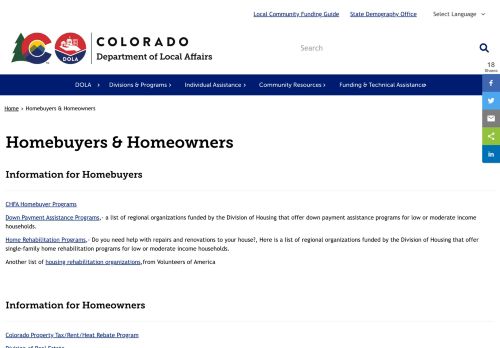 Local Community Funding Guide
State Demography Office
Select Language
COLORADO
Department of Local Affairs
DOLA
Search
18
Shares
DOLA
Divisions & Programs
Individual Assistance
Community Resources
Funding & Technical Assistance
Home › Homebuyers & Homeowners
Homebuyers & Homeowners
Information for Homebuyers
CHFA Homebuyer Programs
Down Payment Assistance Programs,- a list of regional organizations funded by the Division of Housing that offer down payment assistance programs for low or moderate income
households.
Home Rehabilitation Programs,- Do you need help with repairs and renovations to your house?, Here is a list of regional organizations funded by the Division of Housing that offer
single-family home rehabilitation programs for low or moderate income households.
Another list of housing rehabilitation organizations,from Volunteers of America
Information for Homeowners
Colorado Property Tax/Rent/Heat Rebate Program
Division of Real Estate